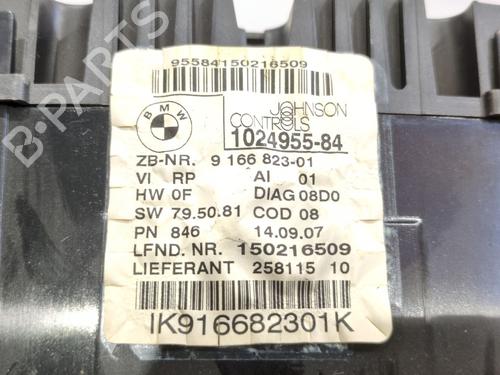 95584150216509
BMW
JOHNSON
CONTROLS
1024955-84
ZB-NR. 9 166 823-01
VI RP AI 01
HW 0F DIAG 08D0
SW 79.50.81 COD 08
PN 846 14.09.07
LFND. NR. 150216509
LIEFERANT 258115 10
IK916682301K
B-PARTS